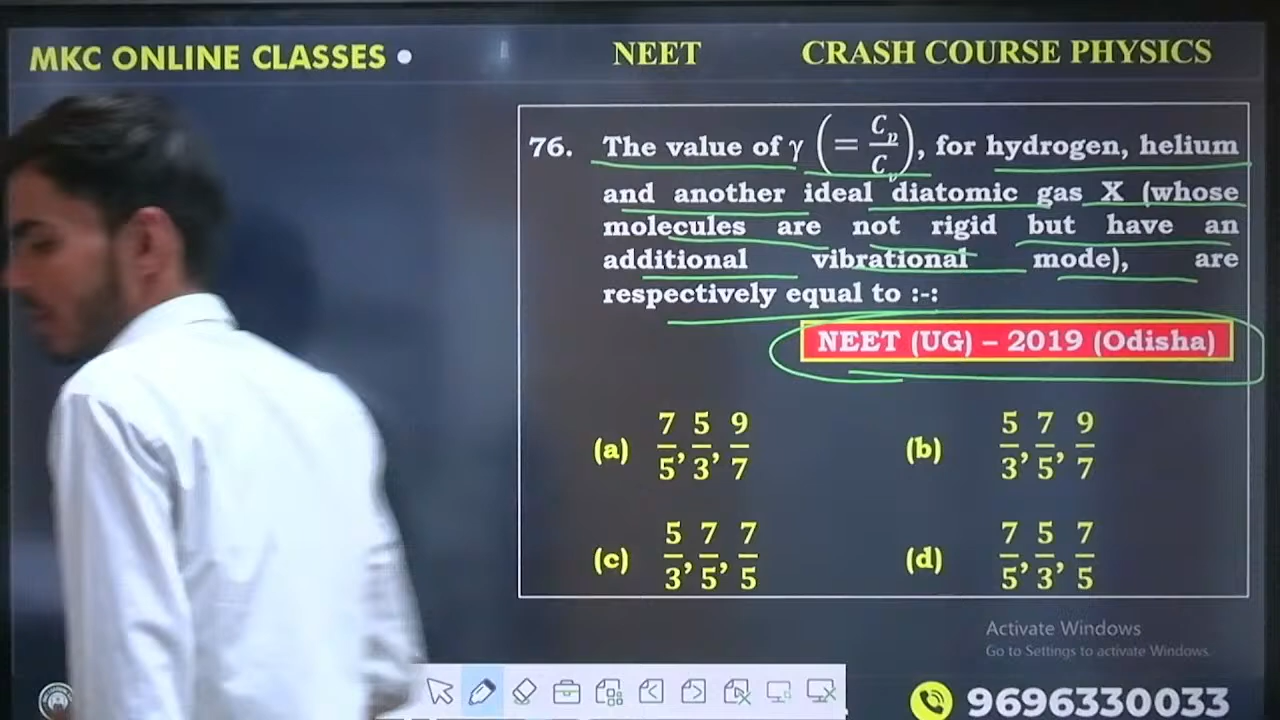 MKC ONLINE CLASSES • NEET CRASH COURSE PHYSICS
76. The value of γ (= C_p/C_v), for hydrogen, helium
and another ideal diatomic gas X (whose
molecules are not rigid but have an
additional vibrational mode), are
respectively equal to :-:
NEET (UG) – 2019 (Odisha)
(a) 7/5, 5/3, 9/7 (b) 5/3, 7/5, 9/7
(c) 5/3, 7/5, 7/5 (d) 7/5, 5/3, 7/5
Activate Windows
Go to Settings to activate Windows.
9696330033